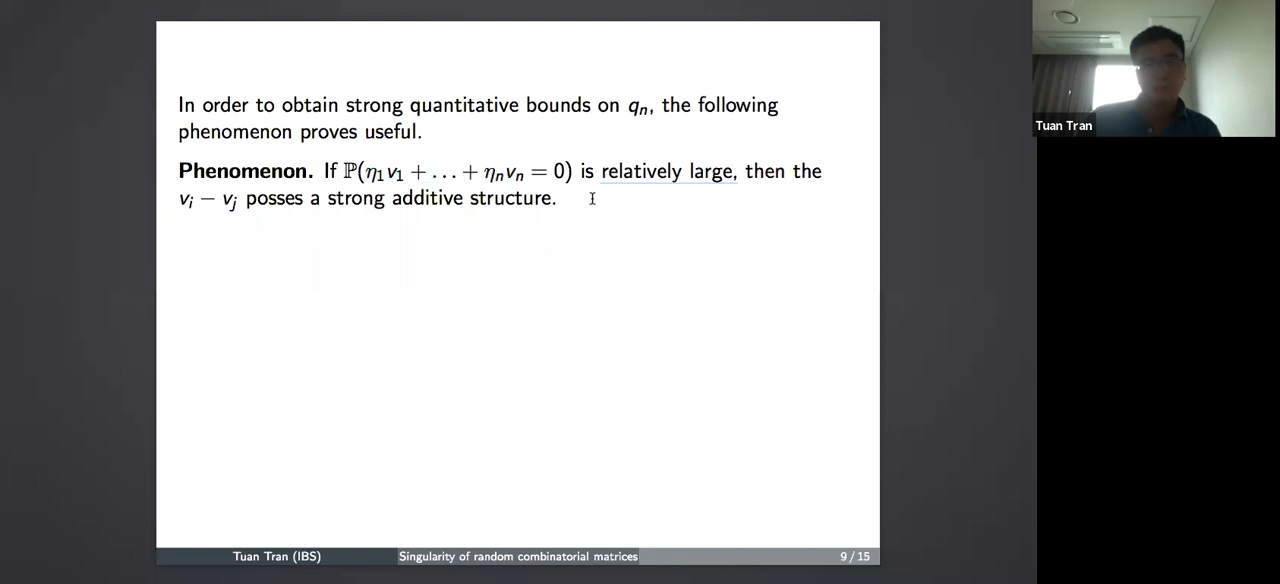 In order to obtain strong quantitative bounds on qₙ, the following
phenomenon proves useful.
Phenomenon. If ℙ(η₁v₁ + … + ηₙvₙ = 0) is relatively large, then the
vᵢ − vⱼ posses a strong additive structure.
Tuan Tran (IBS) Singularity of random combinatorial matrices 9 / 15
Tuan Tran